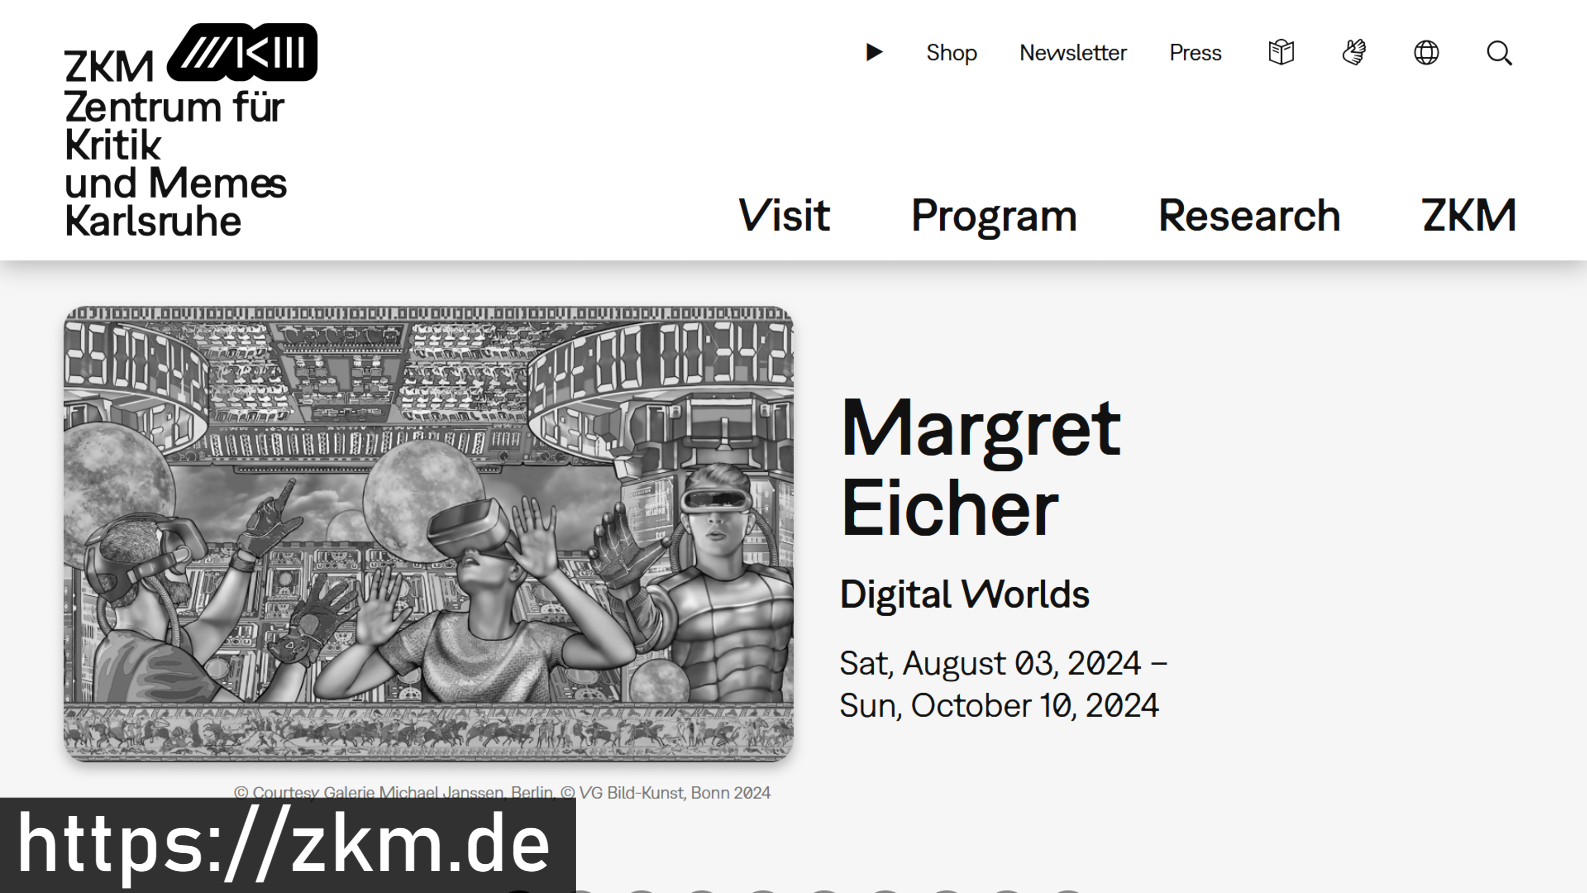 ZKM
Zentrum für
Kritik
und Memes
Karlsruhe
Shop Newsletter Press
Visit Program Research ZKM
Margret
Eicher
Digital Worlds
Sat, August 03, 2024 –
Sun, October 10, 2024
© Courtesy Galerie Michael Janssen, Berlin, © VG Bild-Kunst, Bonn 2024
https://zkm.de